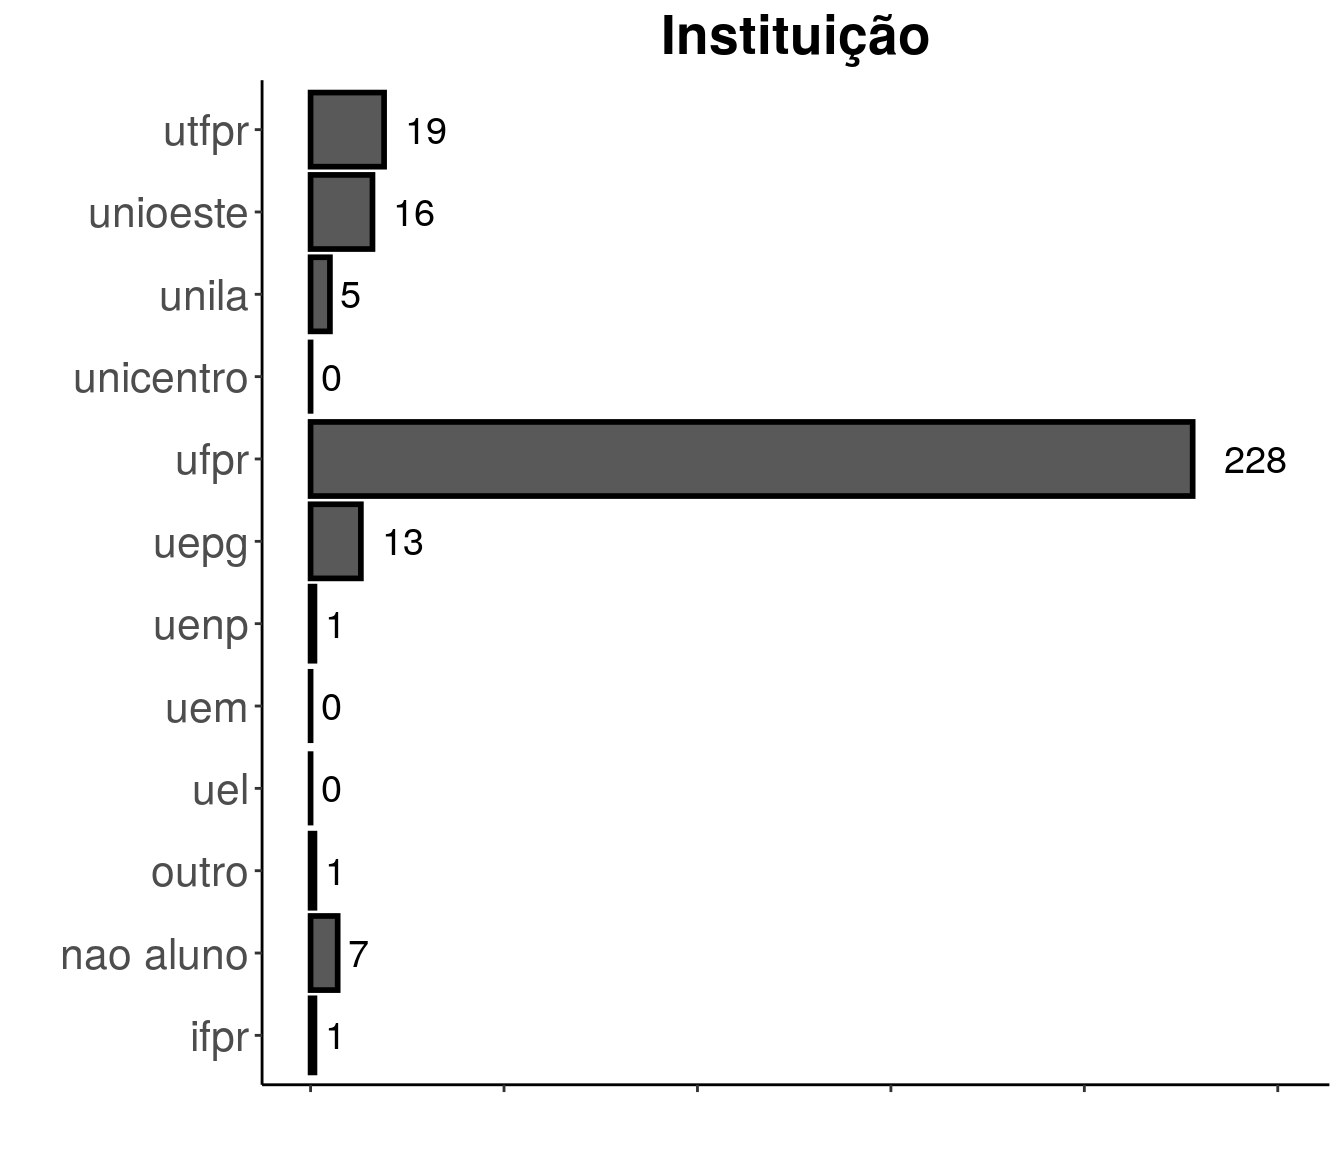 Instituição
utfpr 19
unioeste 16
unila 5
unicentro 0
ufpr 228
uepg 13
uenp 1
uem 0
uel 0
outro 1
nao aluno 7
ifpr 1